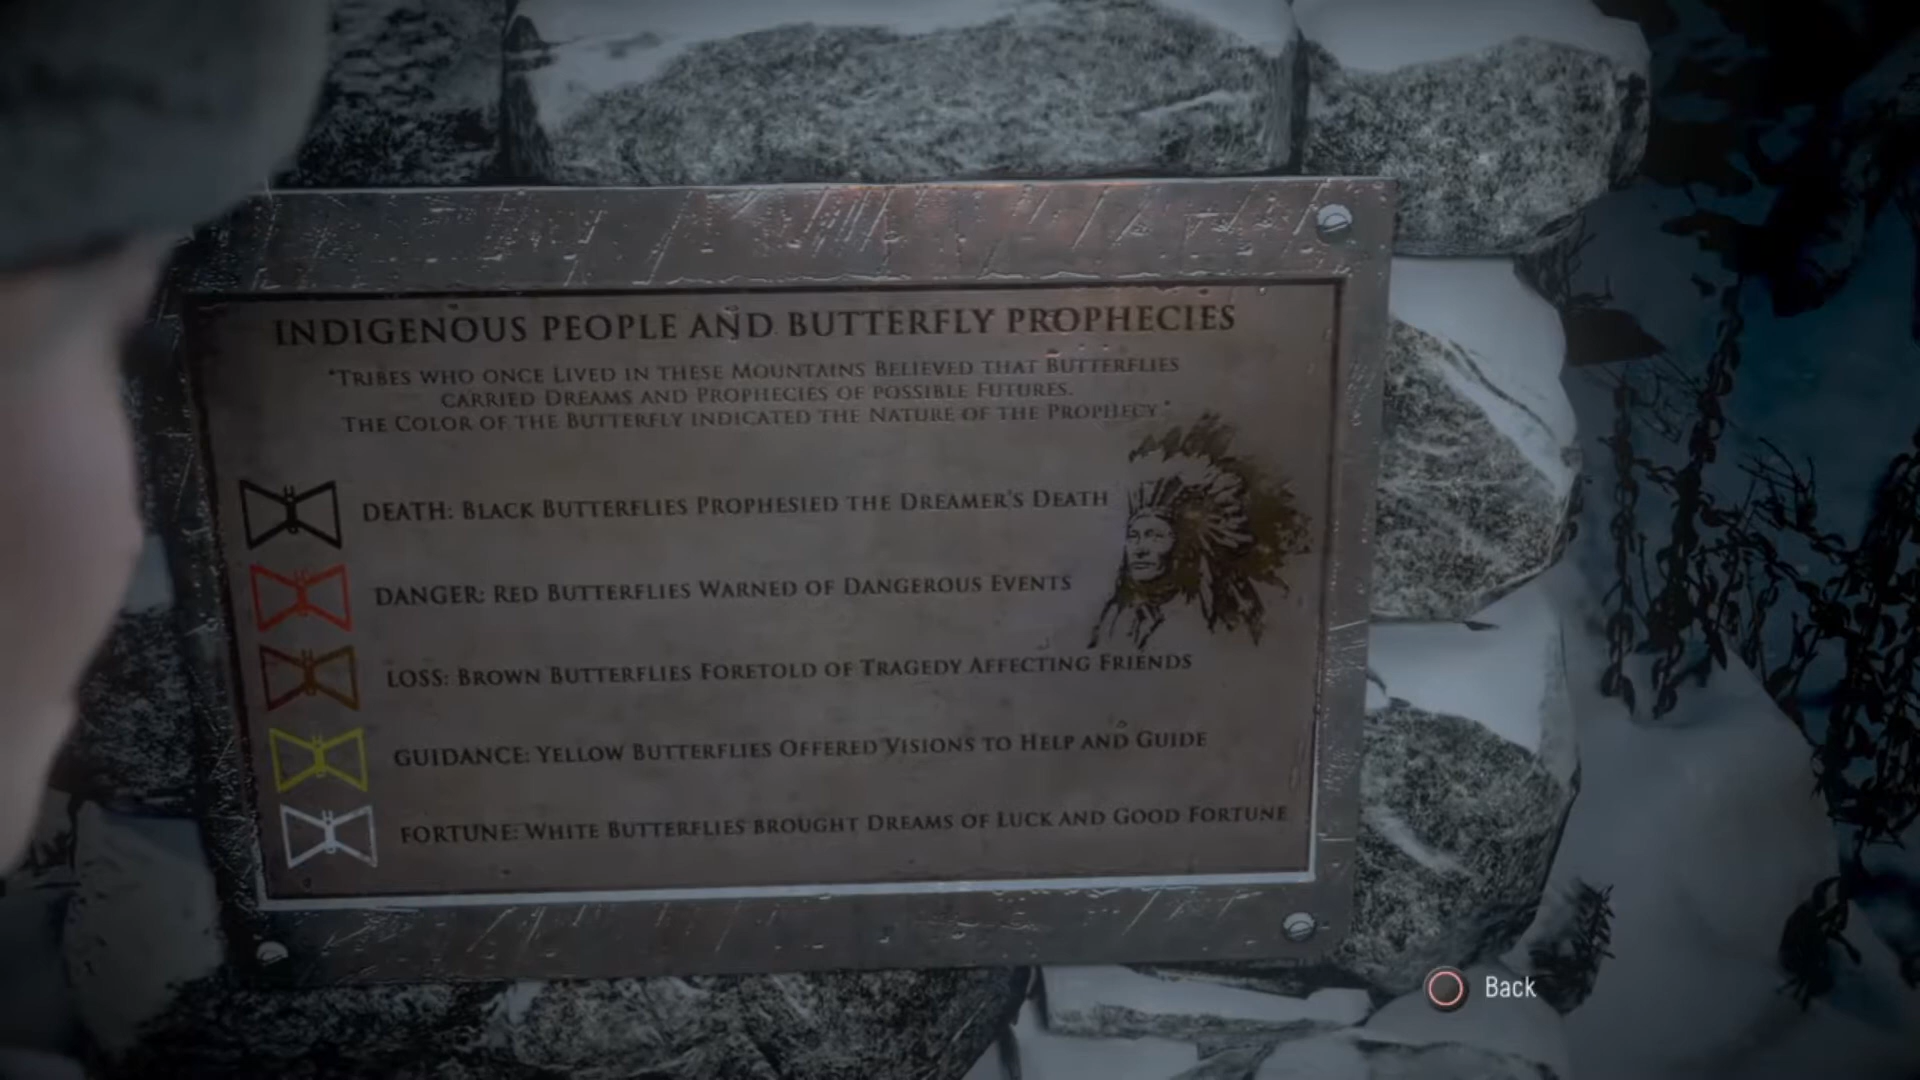 INDIGENOUS PEOPLE AND BUTTERFLY PROPHECIES
"TRIBES WHO ONCE LIVED IN THESE MOUNTAINS BELIEVED THAT BUTTERFLIES
CARRIED DREAMS AND PROPHECIES OF POSSIBLE FUTURES.
THE COLOR OF THE BUTTERFLY INDICATED THE NATURE OF THE PROPHECY."
DEATH: BLACK BUTTERFLIES PROPHESIED THE DREAMER'S DEATH
DANGER: RED BUTTERFLIES WARNED OF DANGEROUS EVENTS
LOSS: BROWN BUTTERFLIES FORETOLD OF TRAGEDY AFFECTING FRIENDS
GUIDANCE: YELLOW BUTTERFLIES OFFERED VISIONS TO HELP AND GUIDE
FORTUNE: WHITE BUTTERFLIES BROUGHT DREAMS OF LUCK AND GOOD FORTUNE
Back